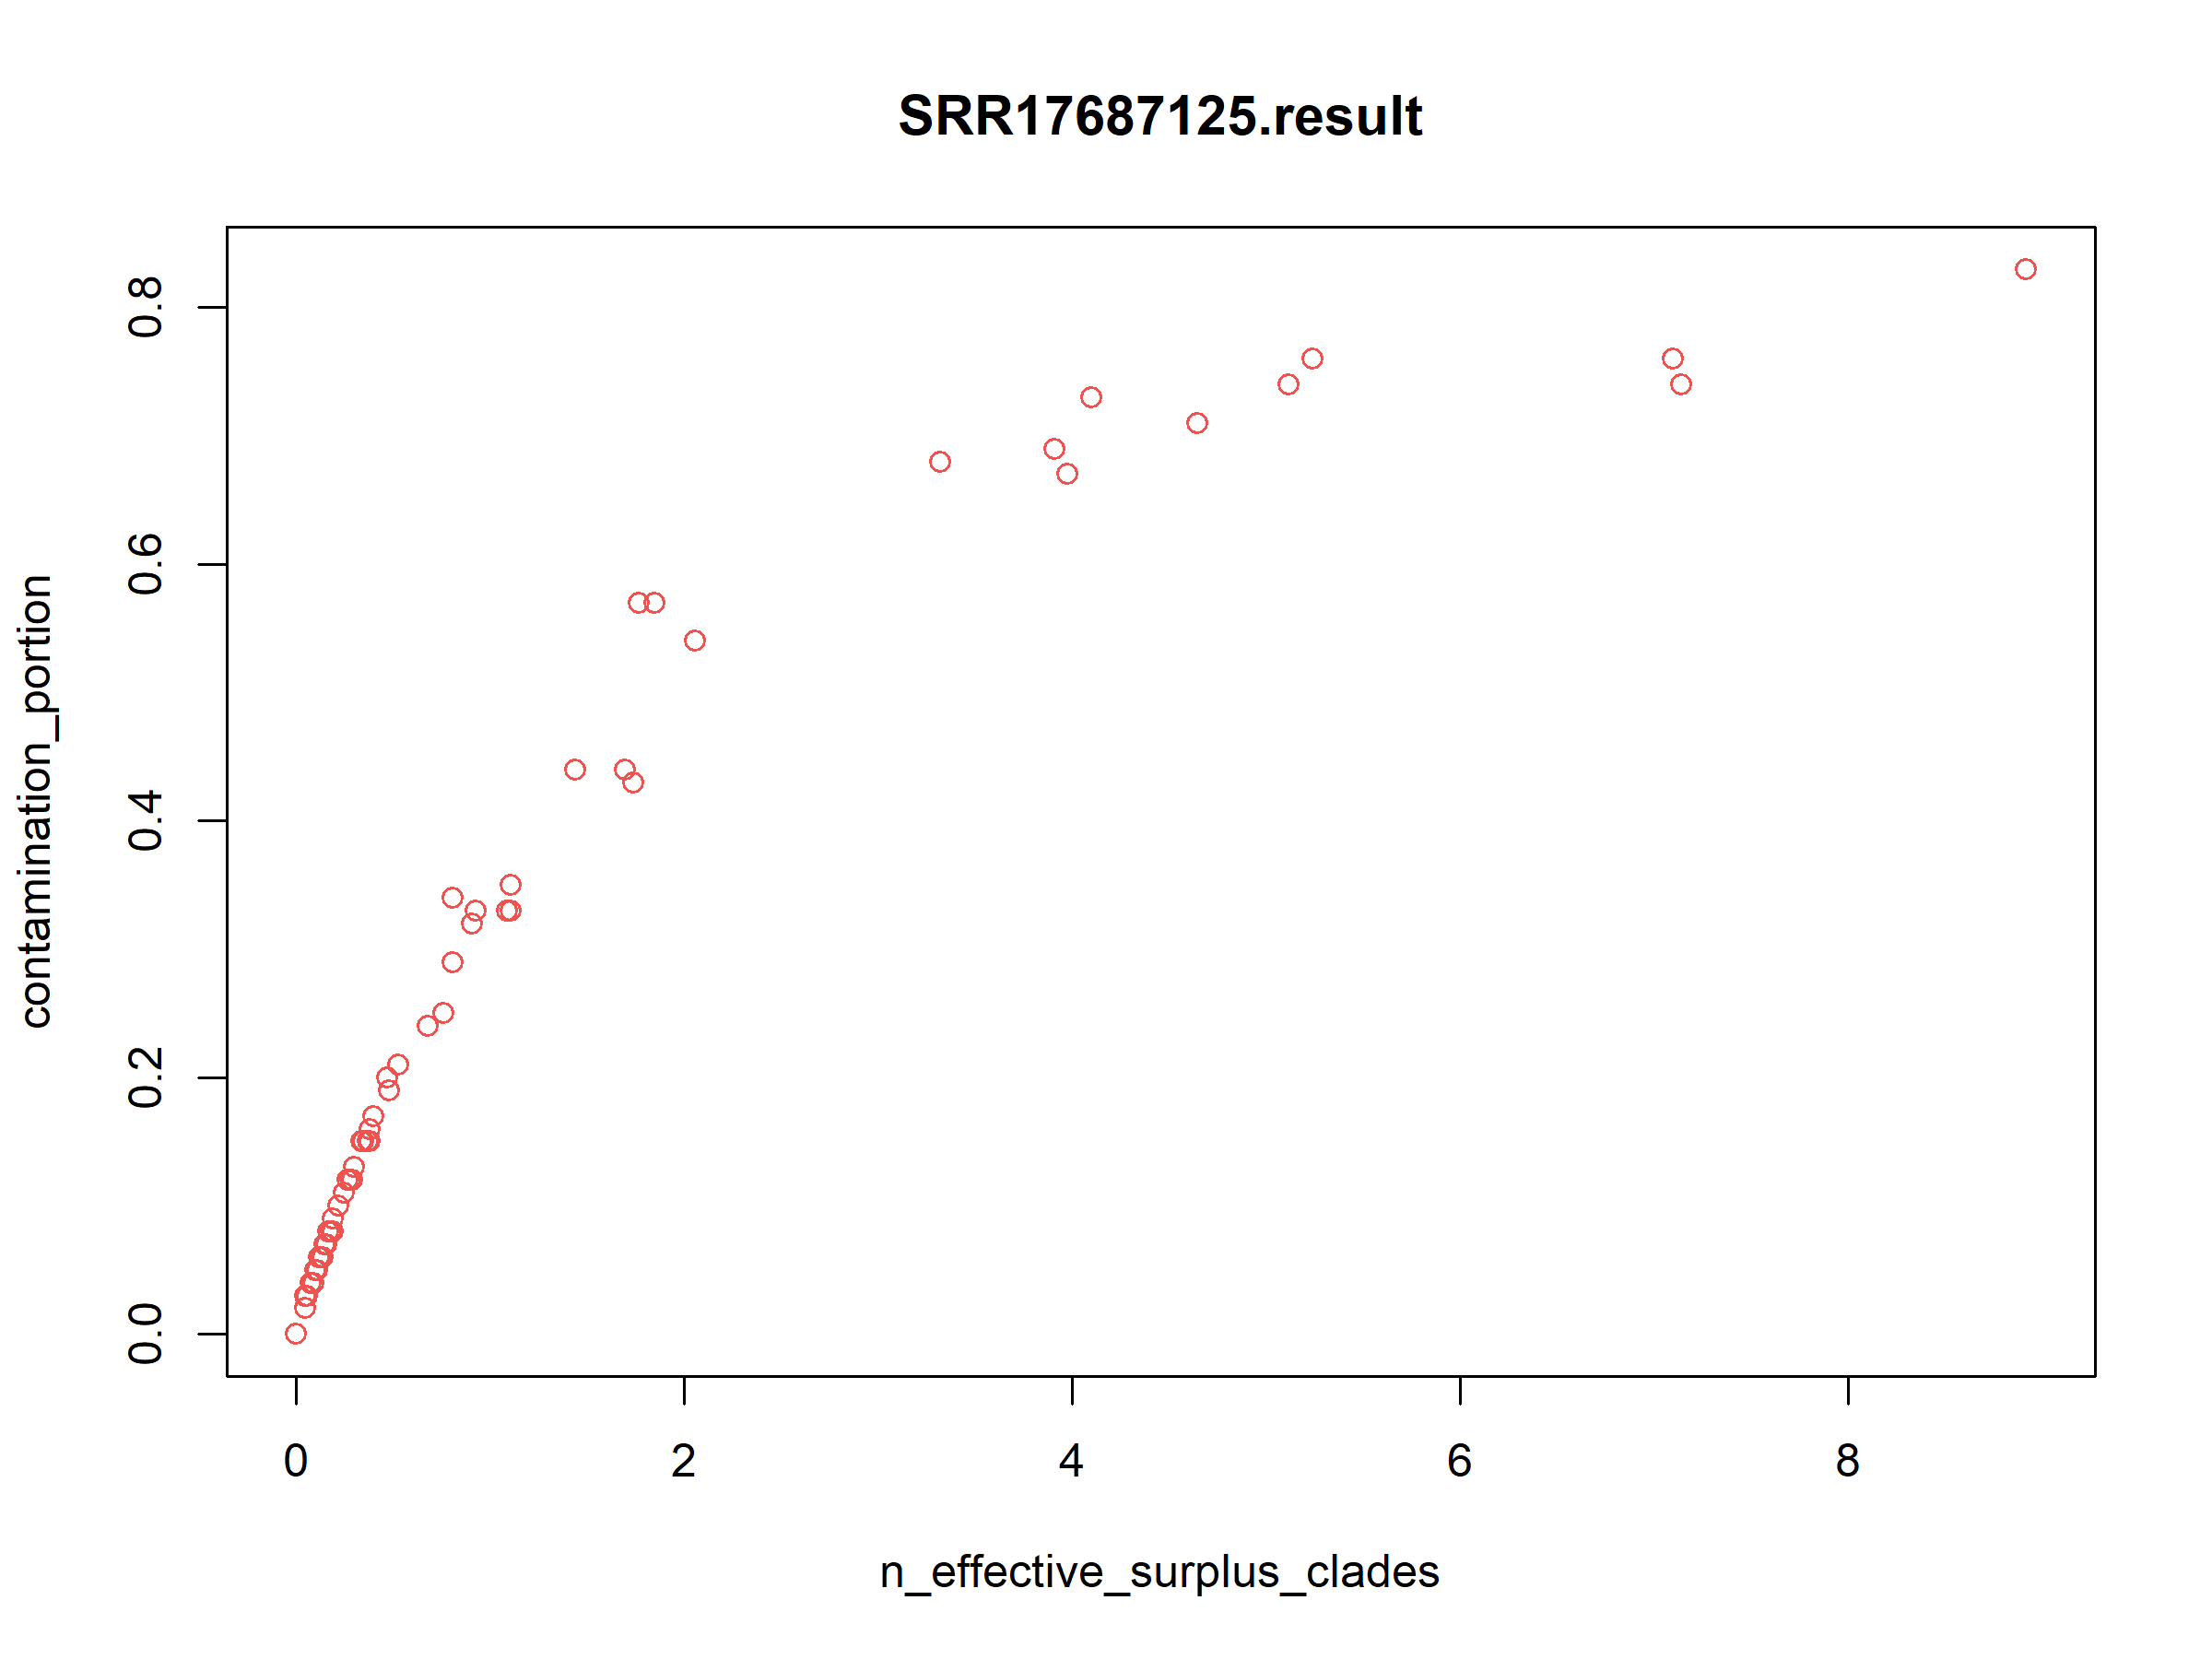 SRR17687125.result
contamination_portion
0.8
0.6
0.4
0.2
0.0
0 2 4 6 8
n_effective_surplus_clades